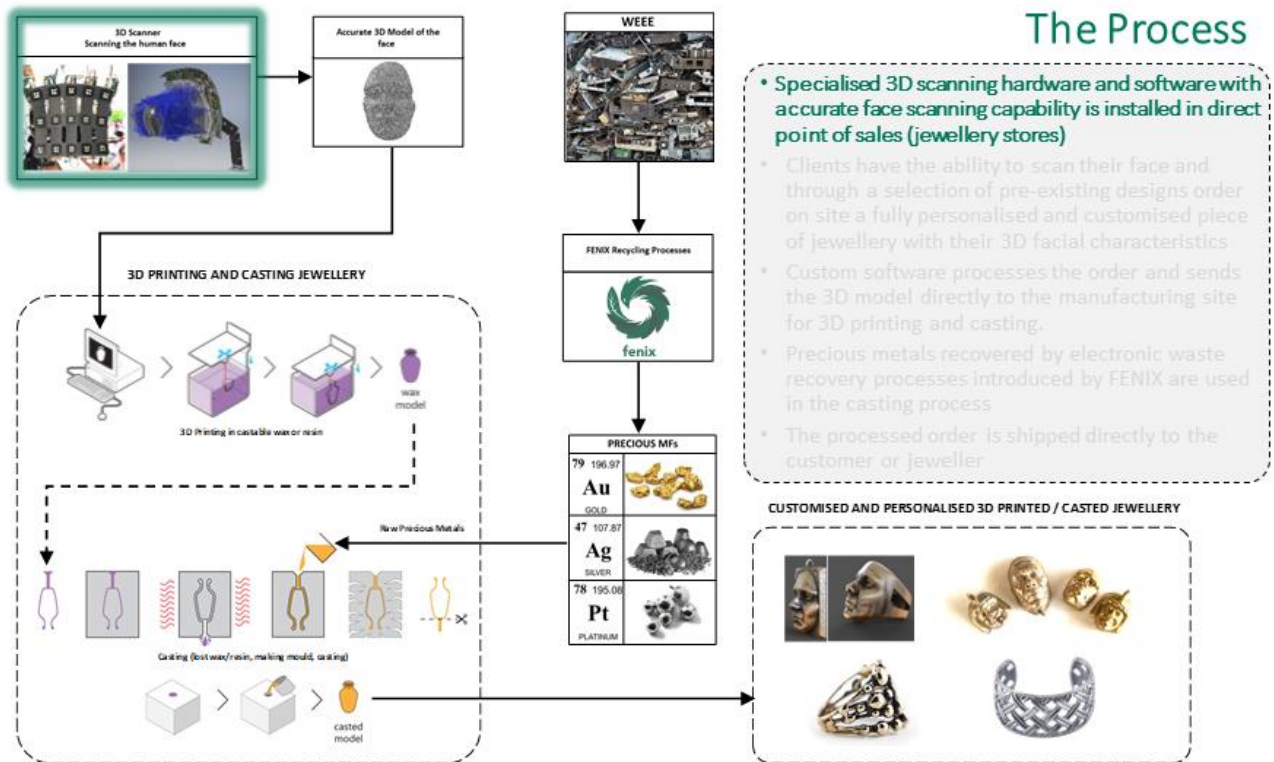 The Process
3D Scanner
Scanning the human face
Accurate 3D Model of the
face
WEEE
• Specialised 3D scanning hardware and software with
accurate face scanning capability is installed in direct
point of sales (jewellery stores)
• Clients have the ability to scan their face and
through a selection of pre-existing designs order
on site a fully personalised and customised piece
of jewellery with their 3D facial characteristics
• Custom software processes the order and sends
the 3D model directly to the manufacturing site
for 3D printing and casting.
• Precious metals recovered by electronic waste
recovery processes introduced by FENIX are used
in the casting process
• The processed order is shipped directly to the
customer or jeweller
FENIX Recycling Processes
fenix
3D PRINTING AND CASTING JEWELLERY
wax
model
3D Printing in castable wax or resin
PRECIOUS MFs
79 196.97
Au
GOLD
47 107.87
Ag
SILVER
78 195.08
Pt
PLATINUM
Raw Precious Metals
Casting (lost wax/resin, making mould, casting)
casted
model
CUSTOMISED AND PERSONALISED 3D PRINTED / CASTED JEWELLERY